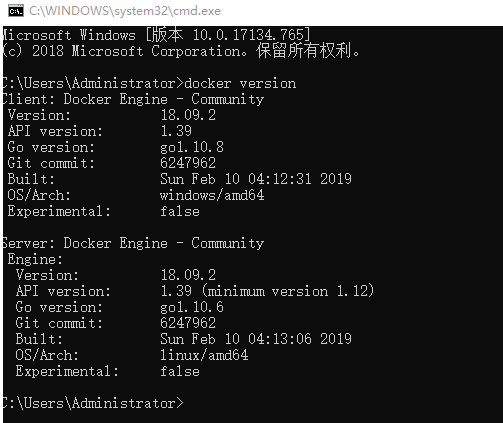 C:\WINDOWS\system32\cmd.exe
Microsoft Windows [版本 10.0.17134.765]
(c) 2018 Microsoft Corporation。保留所有权利。
C:\Users\Administrator>docker version
Client: Docker Engine - Community
Version: 18.09.2
API version: 1.39
Go version: go1.10.8
Git commit: 6247962
Built: Sun Feb 10 04:12:31 2019
OS/Arch: windows/amd64
Experimental: false
Server: Docker Engine - Community
Engine:
Version: 18.09.2
API version: 1.39 (minimum version 1.12)
Go version: go1.10.6
Git commit: 6247962
Built: Sun Feb 10 04:13:06 2019
OS/Arch: linux/amd64
Experimental: false
C:\Users\Administrator>